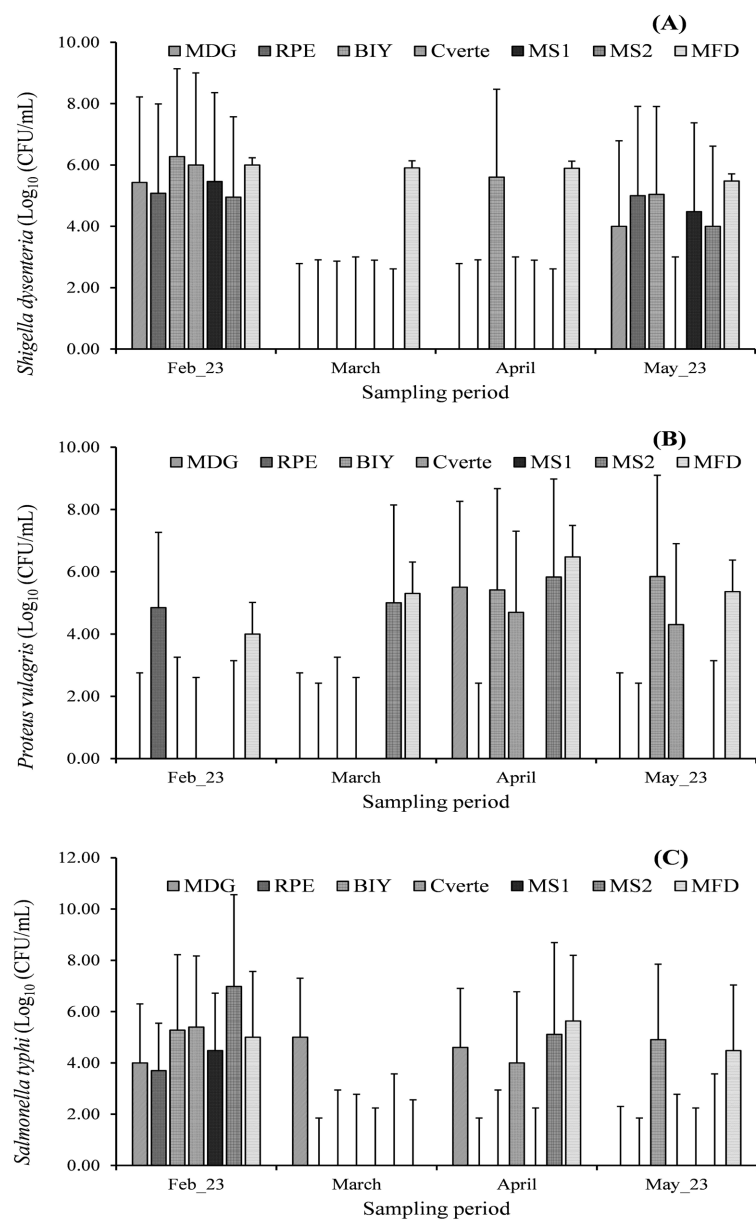 (A)
10.00
MDG RPE BIY Cverte MS1 MS2 MFD
8.00
6.00
4.00
2.00
0.00
Shigella dysenteria (Log10 (CFU/mL)
Feb_23 March April May_23
Sampling period
(B)
10.00
MDG RPE BIY Cverte MS1 MS2 MFD
8.00
6.00
4.00
2.00
0.00
Proteus vulagris (Log10 (CFU/mL)
Feb_23 March April May_23
Sampling period
(C)
12.00
MDG RPE BIY Cverte MS1 MS2 MFD
10.00
8.00
6.00
4.00
2.00
0.00
Salmonella typhi (Log10 (CFU/mL)
Feb_23 March April May_23
Sampling period